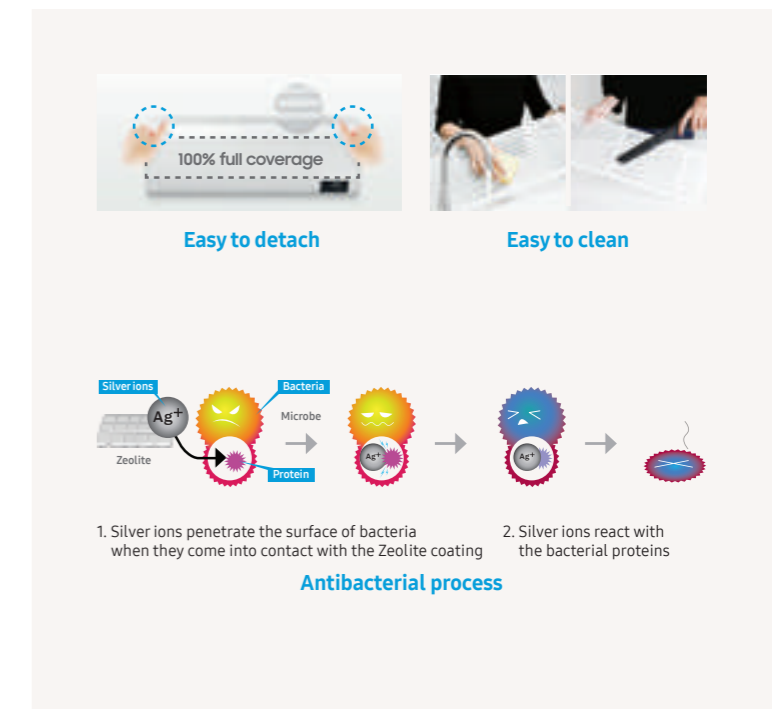 100% full coverage
Easy to detach
Easy to clean
Silver ions
Bacteria
Ag+
Microbe
Zeolite
Protein
Ag+
Ag+
1. Silver ions penetrate the surface of bacteria
when they come into contact with the Zeolite coating
2. Silver ions react with
the bacterial proteins
Antibacterial process